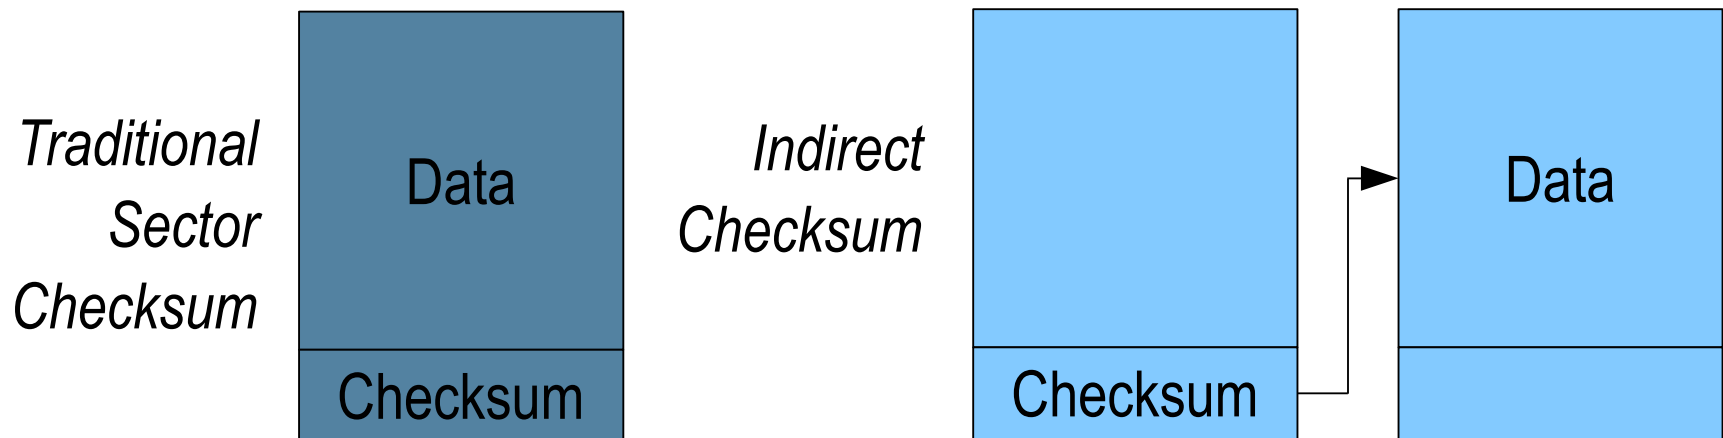 Traditional
Sector
Checksum
Data
Checksum
Indirect
Checksum
Checksum
Data